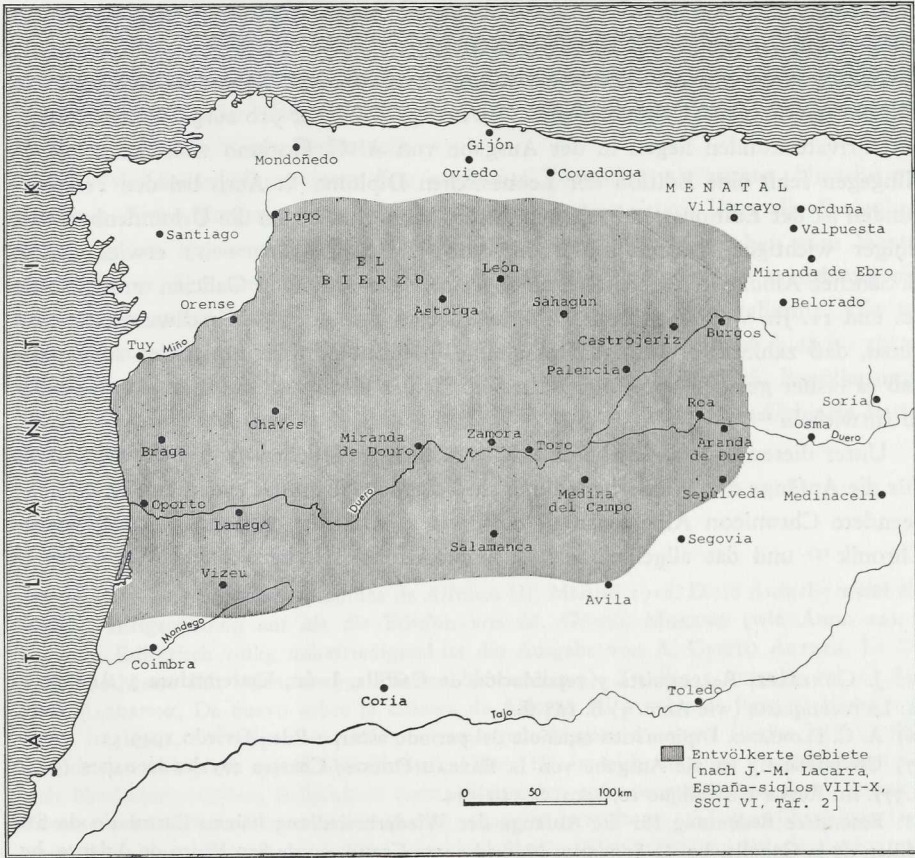 Gijón
Oviedo
Covadonga
Mondoñedo
MENATÁL
Villarcayo
Orduña
Valpuesta
Lugo
Santiago
EL
BIERZO
León
Miranda de Ebro
Astorga
Sahagún
Belorado
Orense
Castrojeriz
Burgos
Tuy
Miño
Palencia
Soria
Roa
Chaves
Osma
Duero
Braga
Miranda
de Douro
Zamora
Toro
Aranda
de Duero
Oporto
Duero
Medina
del Campo
Sepúlveda
Medinaceli
Lamego
Salamanca
Segovia
Vizeu
Avila
Mondego
Coimbra
Coria
Toledo
Tajo
ATLANTIK
Entvölkerte Gebiete
[nach J.-M. Lacarra,
España-siglos VIII-X,
SSCI VI, Taf. 2]
0 50 100km